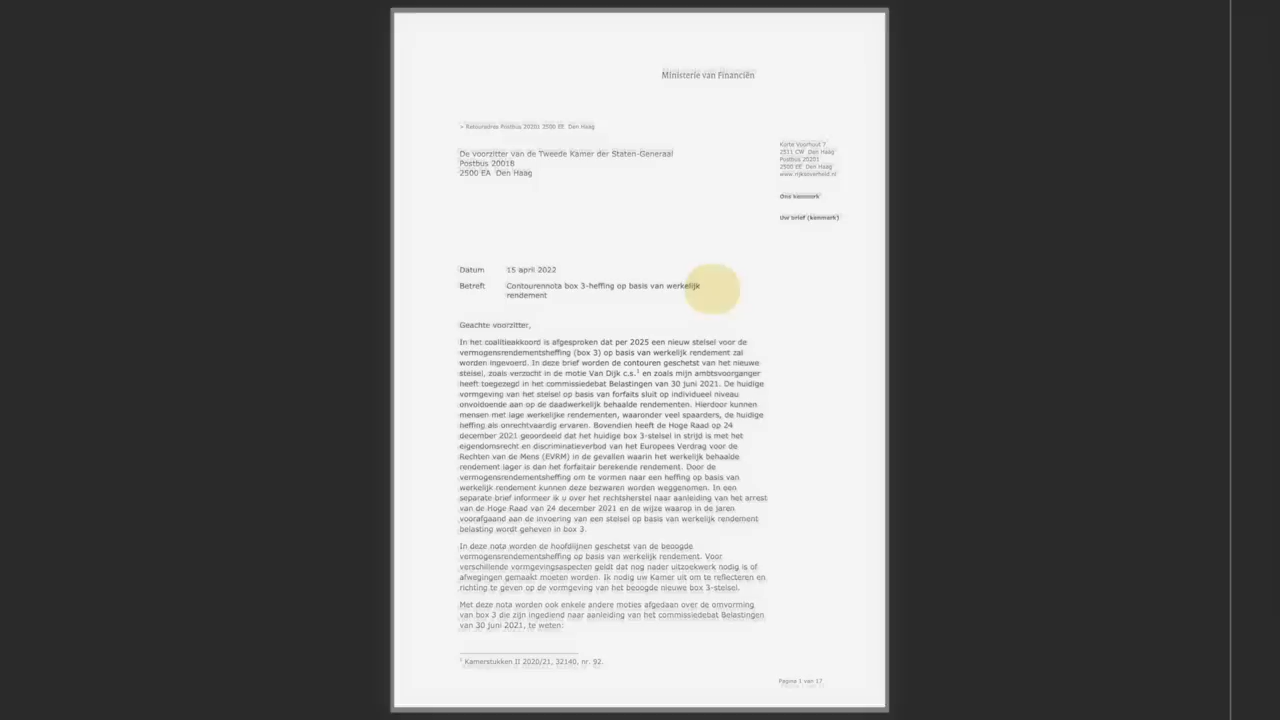 Ministerie van Financiën
> Retouradres Postbus 20201 2500 EE Den Haag
De voorzitter van de Tweede Kamer der Staten-Generaal
Postbus 20018
2500 EA Den Haag
Korte Voorhout 7
2511 CW Den Haag
Postbus 20201
2500 EE Den Haag
www.rijksoverheid.nl
Ons kenmerk
Uw brief (kenmerk)
Datum 15 april 2022
Betreft Contourennota box 3-heffing op basis van werkelijk
rendement
Geachte voorzitter,
In het coalitieakkoord is afgesproken dat per 2025 een nieuw stelsel voor de
vermogensrendementsheffing (box 3) op basis van werkelijk rendement zal
worden ingevoerd. In deze brief worden de contouren geschetst van het nieuwe
stelsel, zoals verzocht in de motie Van Dijk c.s.1 en zoals mijn ambtsvoorganger
heeft toegezegd in het commissiedebat Belastingen van 30 juni 2021. De huidige
vormgeving van het stelsel op basis van forfaits sluit op individueel niveau
onvoldoende aan op de daadwerkelijk behaalde rendementen. Hierdoor kunnen
mensen met lage werkelijke rendementen, waaronder veel spaarders, de huidige
heffing als onrechtvaardig ervaren. Bovendien heeft de Hoge Raad op 24
december 2021 geoordeeld dat het huidige box 3-stelsel in strijd is met het
eigendomsrecht en discriminatieverbod van het Europees Verdrag voor de
Rechten van de Mens (EVRM) in de gevallen waarin het werkelijk behaalde
rendement lager is dan het forfaitair berekende rendement. Door de
vermogensrendementsheffing om te vormen naar een heffing op basis van
werkelijk rendement kunnen deze bezwaren worden weggenomen. In een
separate brief informeer ik u over het rechtsherstel naar aanleiding van het arrest
van de Hoge Raad van 24 december 2021 en de wijze waarop in de jaren
voorafgaand aan de invoering van een stelsel op basis van werkelijk rendement
belasting wordt geheven in box 3.
In deze nota worden de hoofdlijnen geschetst van de beoogde
vermogensrendementsheffing op basis van werkelijk rendement. Voor
verschillende vormgevingsaspecten geldt dat nog nader uitzoekwerk nodig is of
afwegingen gemaakt moeten worden. Ik nodig uw Kamer uit om te reflecteren en
richting te geven op de vormgeving van het beoogde nieuwe box 3-stelsel.
Met deze nota worden ook enkele andere moties afgedaan over de omvorming
van box 3 die zijn ingediend naar aanleiding van het commissiedebat Belastingen
van 30 juni 2021, te weten:
1 Kamerstukken II 2020/21, 32140, nr. 92.
Pagina 1 van 17